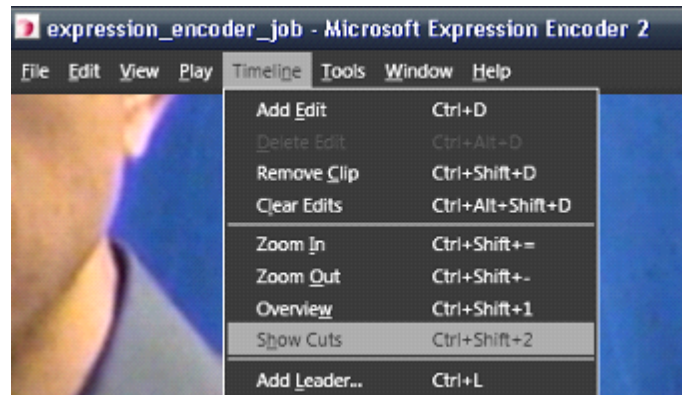 expression_encoder_job - Microsoft Expression Encoder 2
File Edit View Play Timeline Tools Window Help
Add Edit Ctrl+D
Delete Edit Ctrl+Alt+D
Remove Clip Ctrl+Shift+D
Clear Edits Ctrl+Alt+Shift+D
Zoom In Ctrl+Shift+=
Zoom Out Ctrl+Shift+-
Overview Ctrl+Shift+1
Show Cuts Ctrl+Shift+2
Add Leader... Ctrl+L